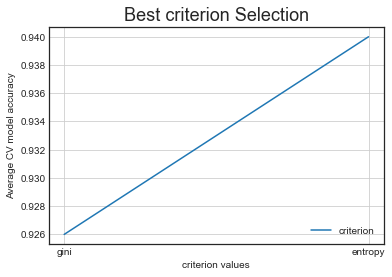 Best criterion Selection
Average CV model accuracy
0.940
0.938
0.936
0.934
0.932
0.930
0.928
0.926
criterion
gini
entropy
criterion values